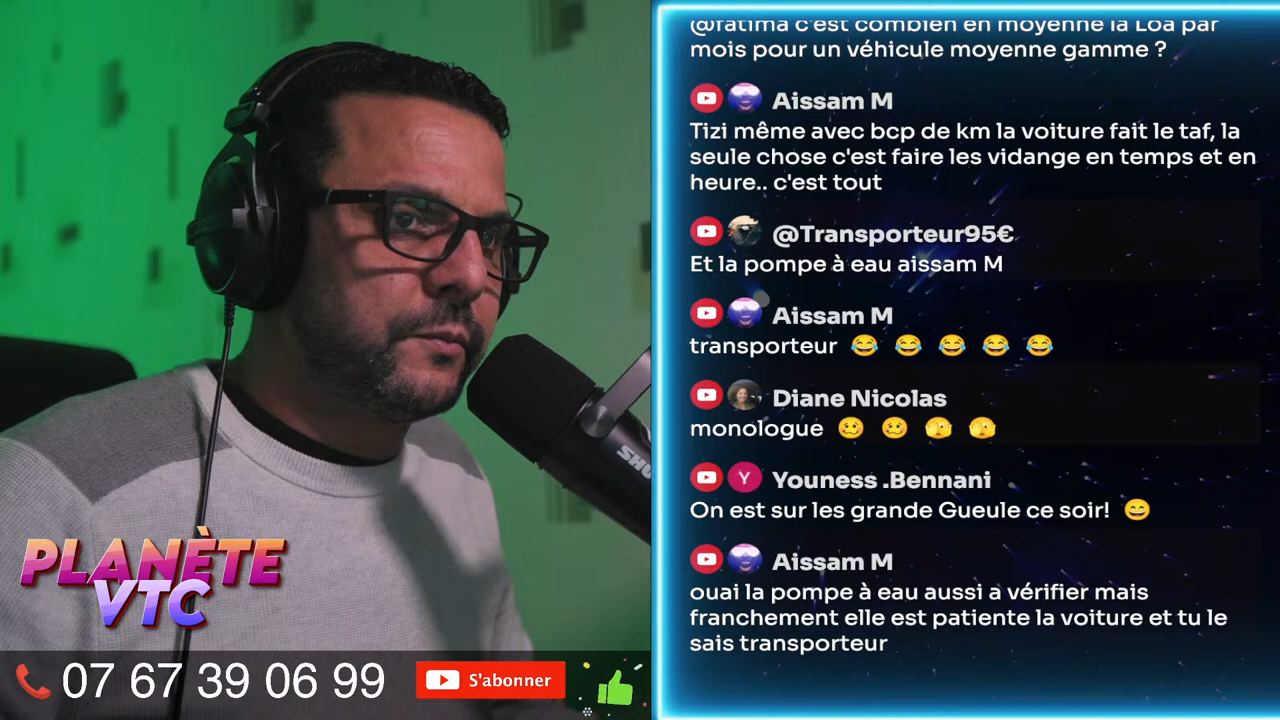 @fatima c'est combien en moyenne la Loa par
mois pour un véhicule moyenne gamme ?
Aissam M
Tizi même avec bcp de km la voiture fait le taf, la
seule chose c'est faire les vidange en temps et en
heure.. c'est tout
@Transporteur95€
Et la pompe à eau aissam M
Aissam M
transporteur 😂 😂 😂 😂 😂
Diane Nicolas
monologue 🥴 🥴 🫣 🫣
Y
Youness .Bennani
On est sur les grande Gueule ce soir! 😄
Aissam M
ouai la pompe à eau aussi a vérifier mais
franchement elle est patiente la voiture et tu le
sais transporteur
PLANÈTE
VTC
07 67 39 06 99
S'abonner